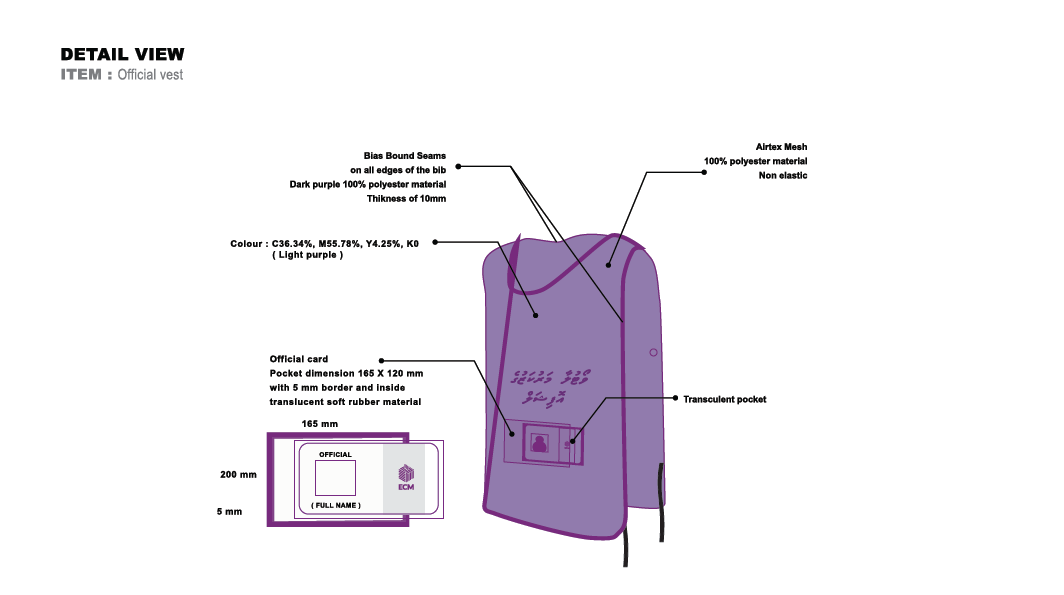 DETAIL VIEW
ITEM : Official vest
Bias Bound Seams
on all edges of the bib
Dark purple 100% polyester material
Thikness of 10mm
Airtex Mesh
100% polyester material
Non elastic
Colour : C36.34%, M55.78%, Y4.25%, K0
( Light purple )
Official card
Pocket dimension 165 X 120 mm
with 5 mm border and inside
translucent soft rubber material
ވޯޓުލާ މަރުކަޒުގެ
އޮފިޝަލް
Transculent pocket
165 mm
200 mm
5 mm
OFFICIAL
( FULL NAME )
ECM